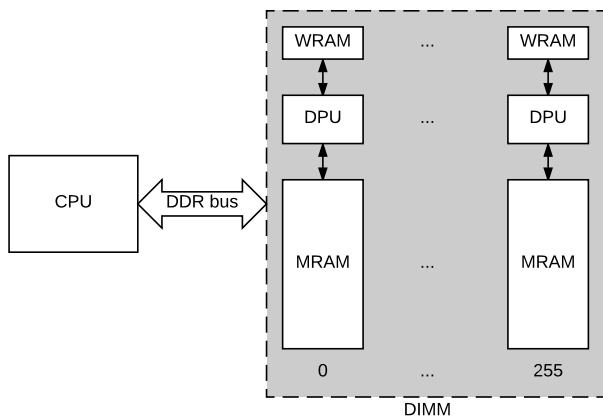 WRAM ... WRAM
DPU ... DPU
CPU
DDR bus
MRAM ... MRAM
0 ... 255
DIMM